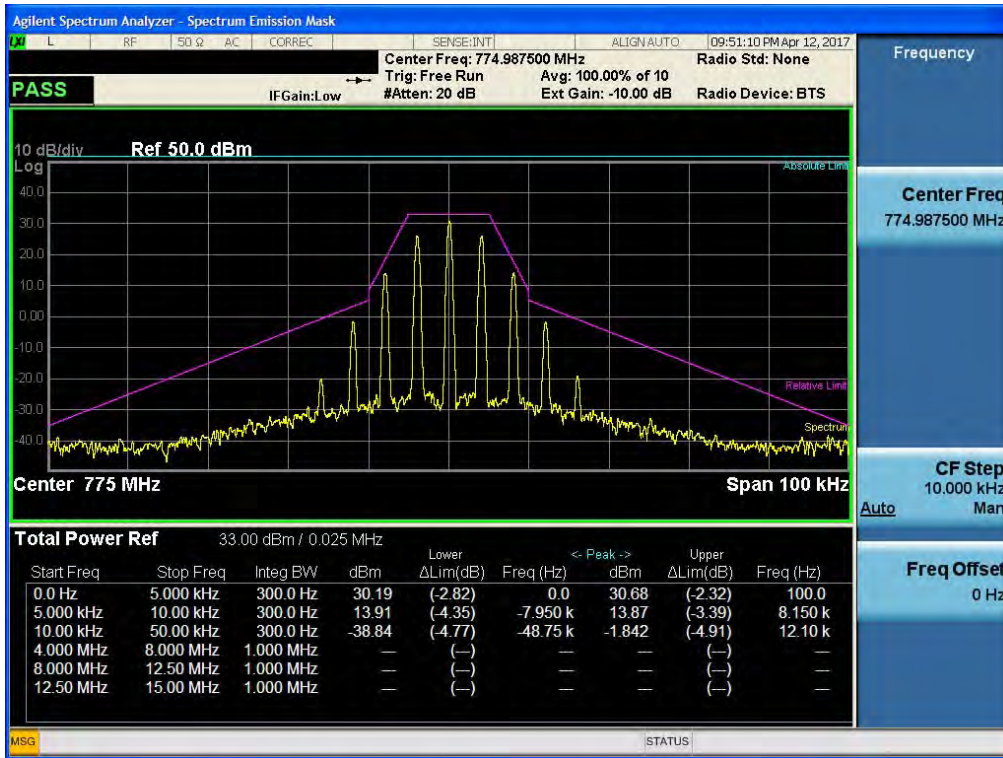 Agilent Spectrum Analyzer - Spectrum Emission Mask
LXI L RF 50 Ω AC CORREC SENSE:INT ALIGN AUTO 09:51:10 PM Apr 12, 2017
Center Freq: 774.987500 MHz Radio Std: None
Trig: Free Run Avg: 100.00% of 10
PASS IFGain:Low #Atten: 20 dB Ext Gain: -10.00 dB Radio Device: BTS
10 dB/div Ref 50.0 dBm
Log
Absolute Limit
40.0
30.0
20.0
10.0
0.00
-10.0
-20.0
Relative Limit
-30.0
Spectrum
-40.0
Center 775 MHz Span 100 kHz
Total Power Ref 33.00 dBm / 0.025 MHz
Lower <- Peak -> Upper
Start Freq Stop Freq Integ BW dBm ΔLim(dB) Freq (Hz) dBm ΔLim(dB) Freq (Hz)
0.0 Hz 5.000 kHz 300.0 Hz 30.19 (-2.82) 0.0 30.68 (-2.32) 100.0
5.000 kHz 10.00 kHz 300.0 Hz 13.91 (-4.35) -7.950 k 13.87 (-3.39) 8.150 k
10.00 kHz 50.00 kHz 300.0 Hz -38.84 (-4.77) -48.75 k -1.842 (-4.91) 12.10 k
4.000 MHz 8.000 MHz 1.000 MHz — (—) — — (—) —
8.000 MHz 12.50 MHz 1.000 MHz — (—) — — (—) —
12.50 MHz 15.00 MHz 1.000 MHz — (—) — — (—) —
MSG STATUS
Frequency
Center Freq
774.987500 MHz
CF Step
10.000 kHz
Auto Man
Freq Offset
0 Hz